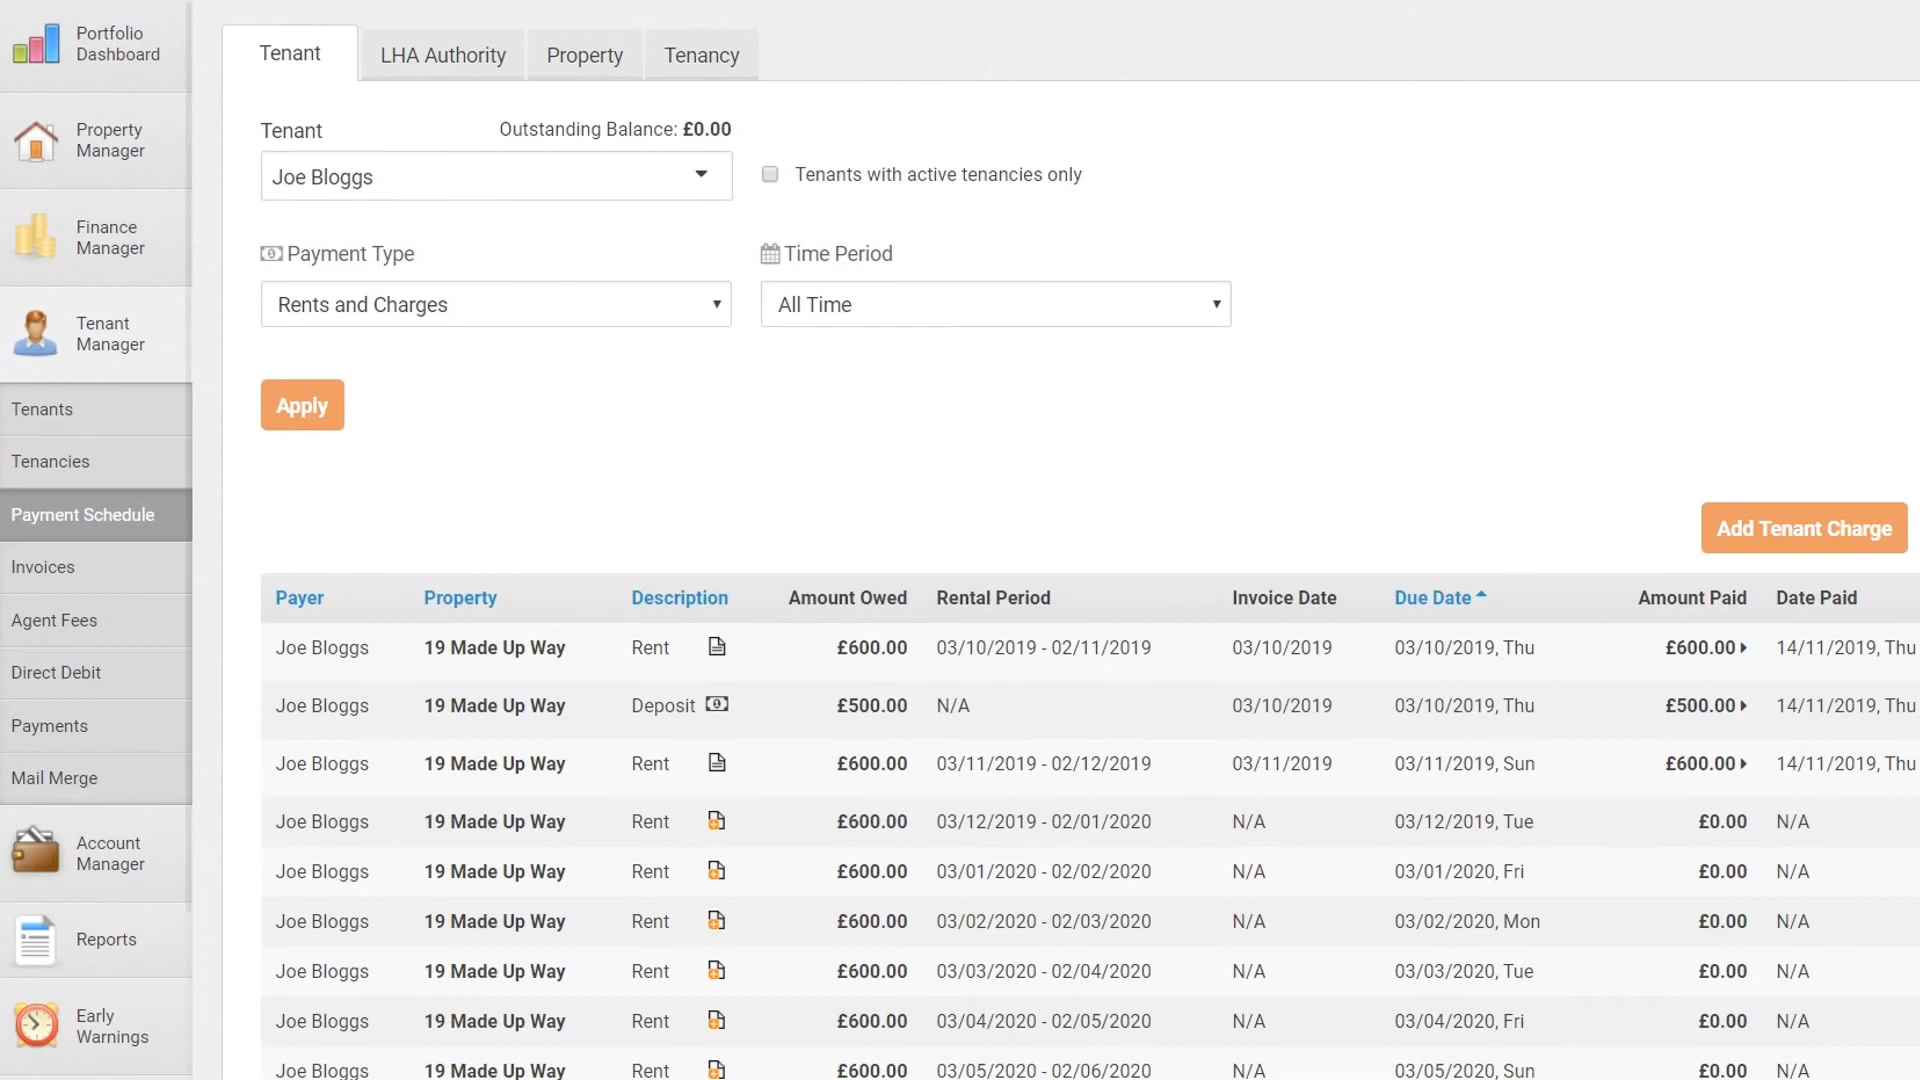 Portfolio
Dashboard
Property
Manager
Finance
Manager
Tenant
Manager
Tenants
Tenancies
Payment Schedule
Invoices
Agent Fees
Direct Debit
Payments
Mail Merge
Account
Manager
Reports
Early
Warnings
Tenant LHA Authority Property Tenancy
Tenant Outstanding Balance: £0.00
Joe Bloggs Tenants with active tenancies only
Payment Type Time Period
Rents and Charges All Time
Apply
Add Tenant Charge
Payer Property Description Amount Owed Rental Period Invoice Date Due Date Amount Paid Date Paid
Joe Bloggs 19 Made Up Way Rent £600.00 03/10/2019 - 02/11/2019 03/10/2019 03/10/2019, Thu £600.00 14/11/2019, Thu
Joe Bloggs 19 Made Up Way Deposit £500.00 N/A 03/10/2019 03/10/2019, Thu £500.00 14/11/2019, Thu
Joe Bloggs 19 Made Up Way Rent £600.00 03/11/2019 - 02/12/2019 03/11/2019 03/11/2019, Sun £600.00 14/11/2019, Thu
Joe Bloggs 19 Made Up Way Rent £600.00 03/12/2019 - 02/01/2020 N/A 03/12/2019, Tue £0.00 N/A
Joe Bloggs 19 Made Up Way Rent £600.00 03/01/2020 - 02/02/2020 N/A 03/01/2020, Fri £0.00 N/A
Joe Bloggs 19 Made Up Way Rent £600.00 03/02/2020 - 02/03/2020 N/A 03/02/2020, Mon £0.00 N/A
Joe Bloggs 19 Made Up Way Rent £600.00 03/03/2020 - 02/04/2020 N/A 03/03/2020, Tue £0.00 N/A
Joe Bloggs 19 Made Up Way Rent £600.00 03/04/2020 - 02/05/2020 N/A 03/04/2020, Fri £0.00 N/A
Joe Bloggs 19 Made Up Way Rent £600.00 03/05/2020 - 02/06/2020 N/A 03/05/2020, Sun £0.00 N/A